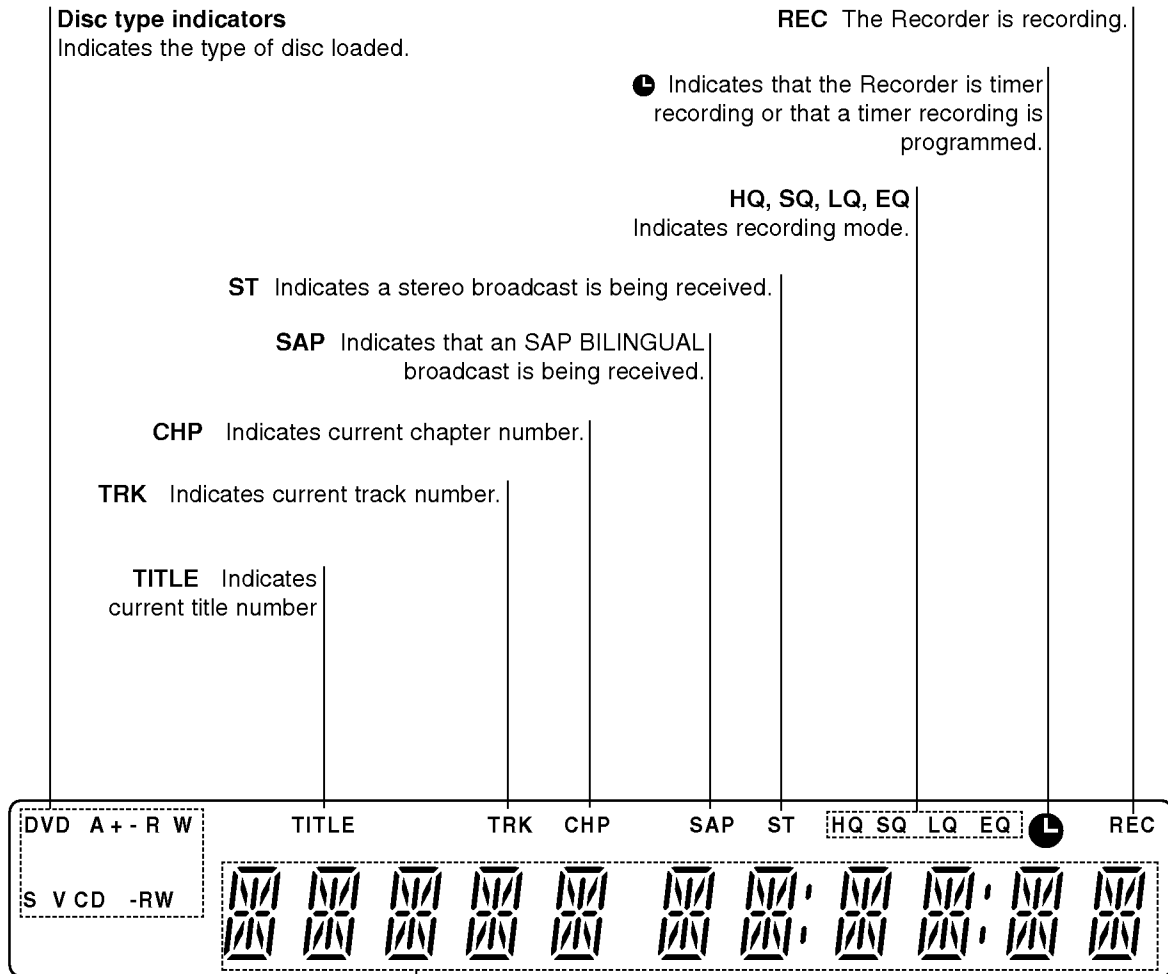 Disc type indicators
Indicates the type of disc loaded.
REC The Recorder is recording.
Indicates that the Recorder is timer
recording or that a timer recording is
programmed.
HQ, SQ, LQ, EQ
Indicates recording mode.
ST Indicates a stereo broadcast is being received.
SAP Indicates that an SAP BILINGUAL
broadcast is being received.
CHP Indicates current chapter number.
TRK Indicates current track number.
TITLE Indicates
current title number
DVD A + - R W TITLE TRK CHP SAP ST HQ SQ LQ EQ REC
S V CD -RW